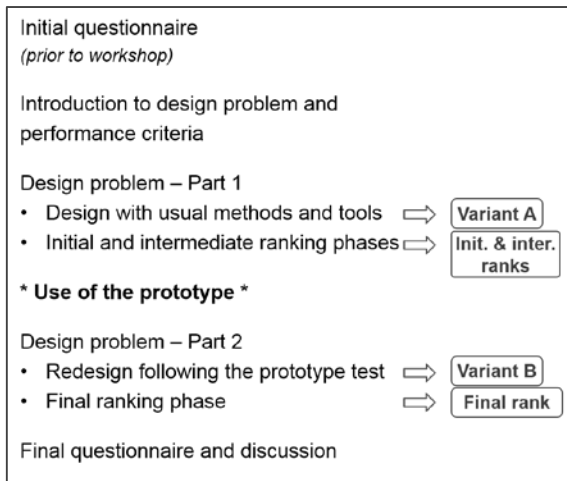 Initial questionnaire
(prior to workshop)
Introduction to design problem and
performance criteria
Design problem – Part 1
• Design with usual methods and tools
Variant A
• Initial and intermediate ranking phases
Init. & inter.
ranks
* Use of the prototype *
Design problem – Part 2
• Redesign following the prototype test
Variant B
• Final ranking phase
Final rank
Final questionnaire and discussion